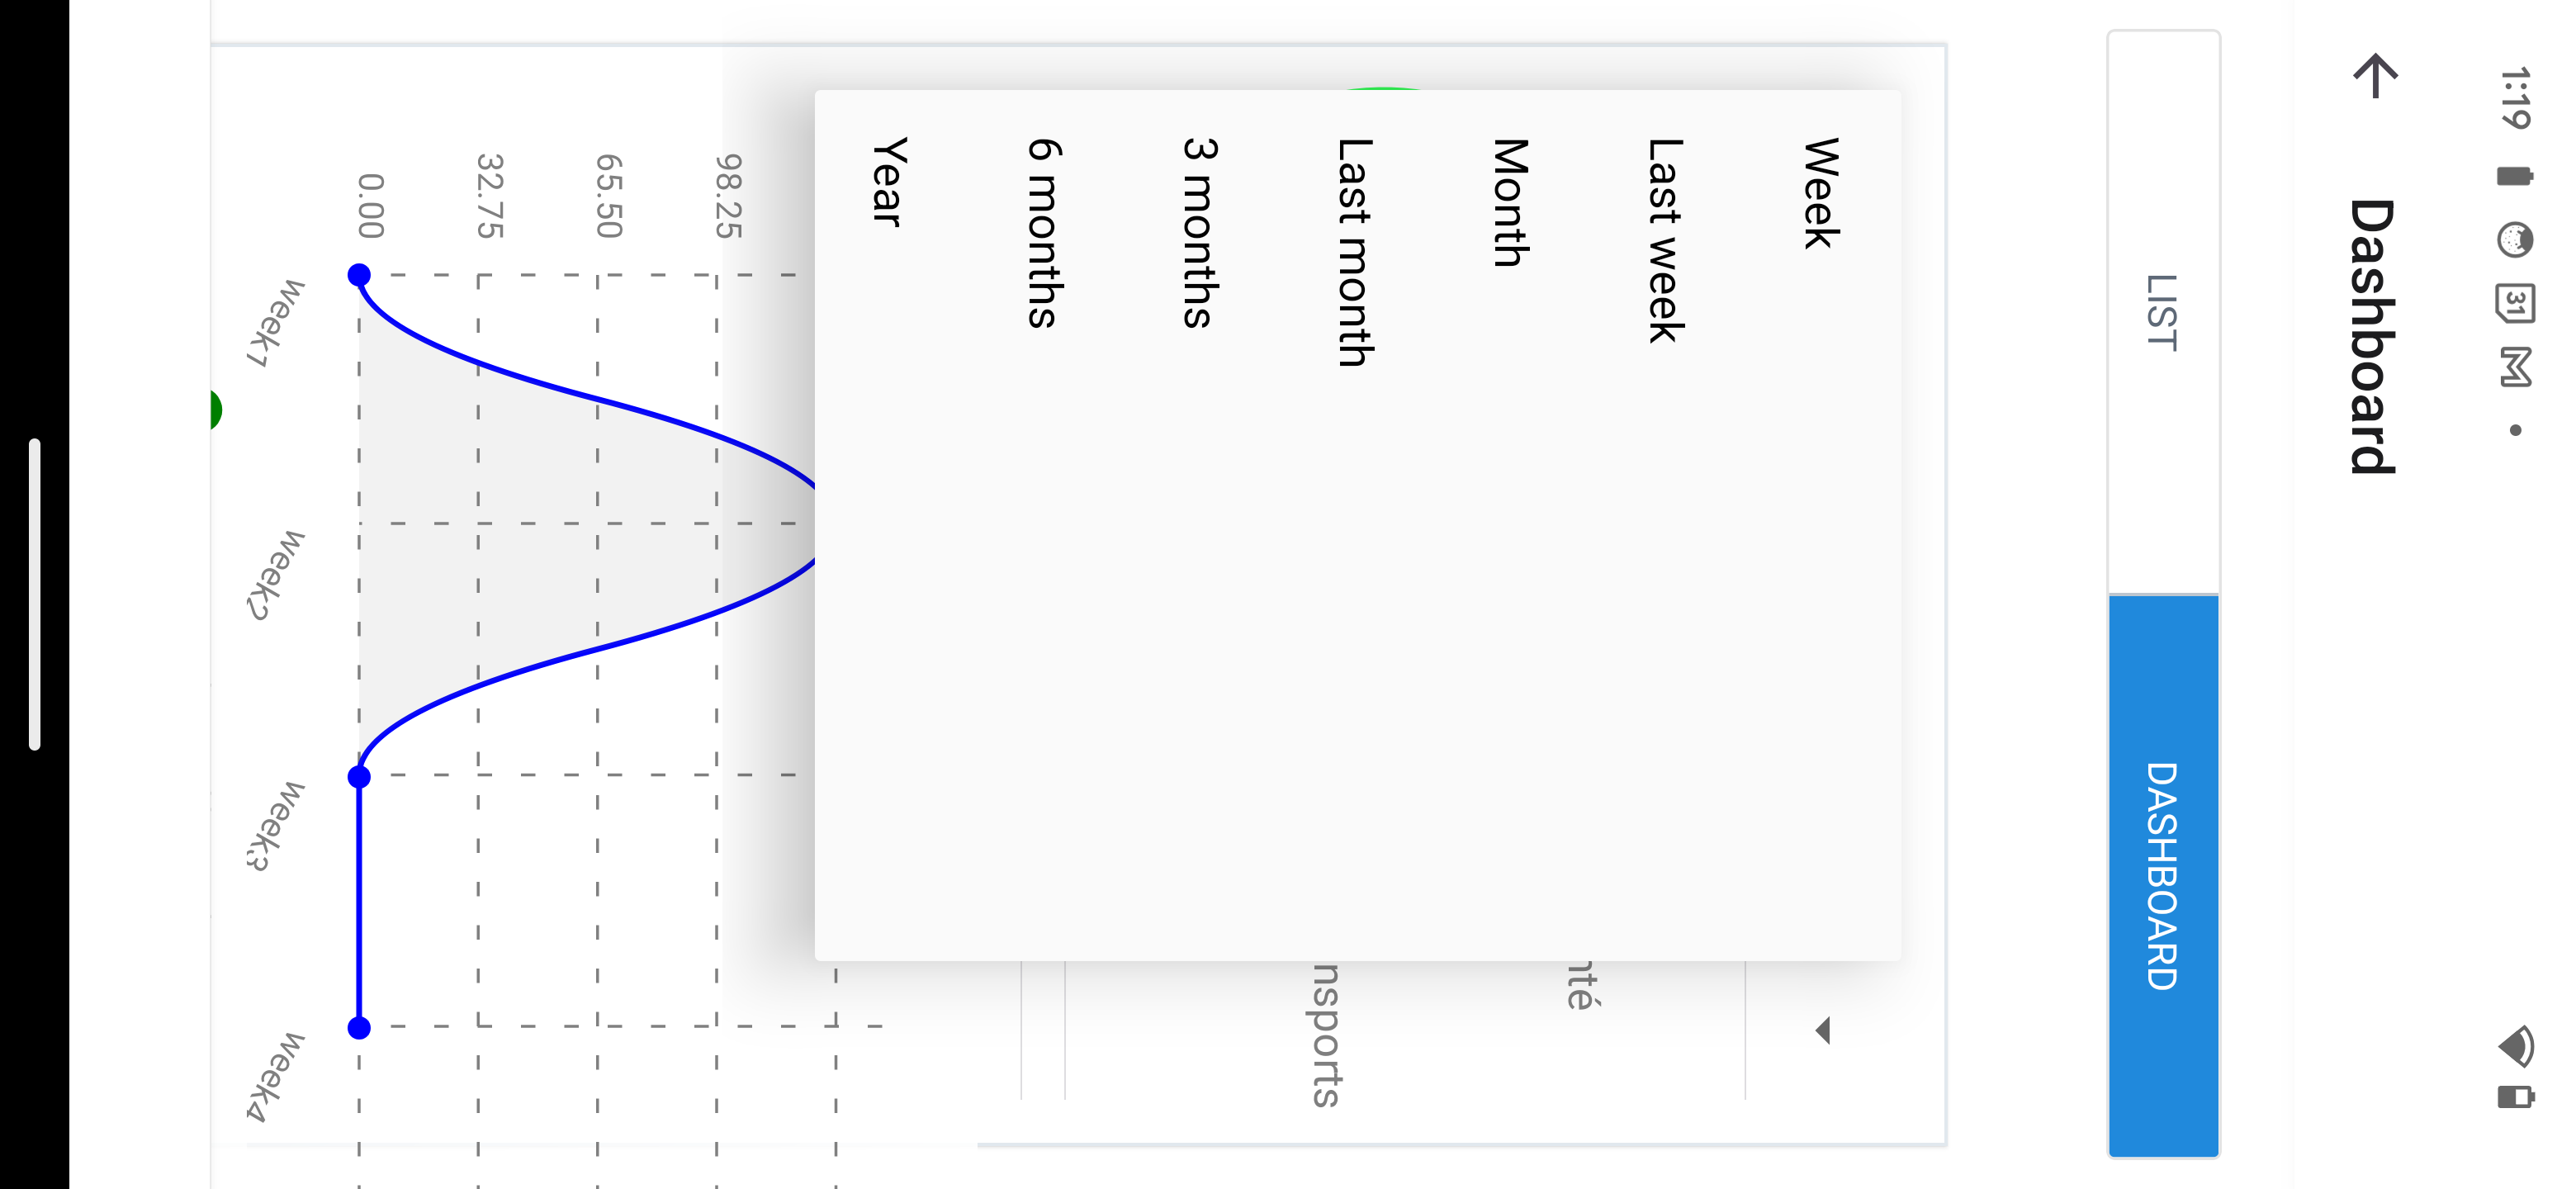 1:19
31
Dashboard
LIST
DASHBOARD
Week
Last week
Month
Last month
3 months
6 months
Year
nté
nsports
98.25
65.50
32.75
0.00
week1
week2
week3
week4